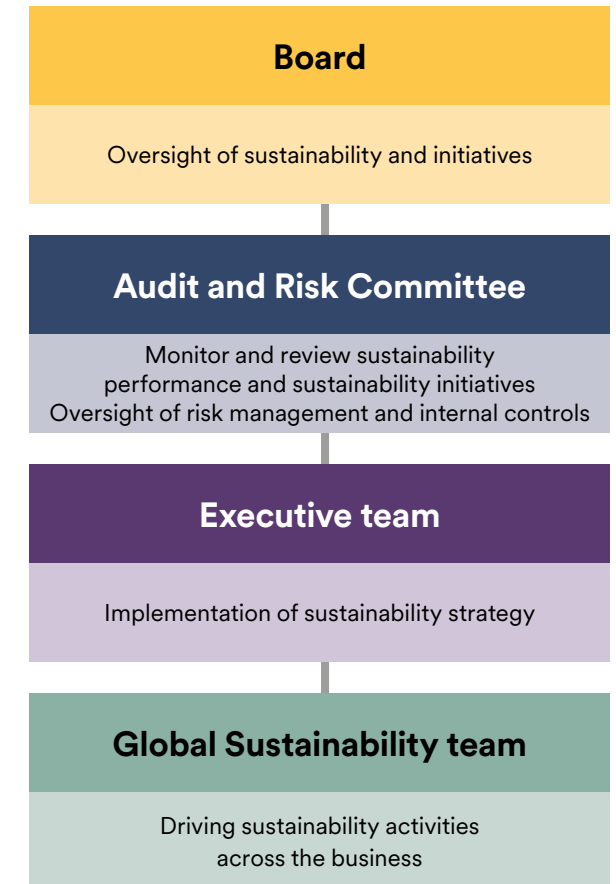 Board
Oversight of sustainability and initiatives
Audit and Risk Committee
Monitor and review sustainability
performance and sustainability initiatives
Oversight of risk management and internal controls
Executive team
Implementation of sustainability strategy
Global Sustainability team
Driving sustainability activities
across the business